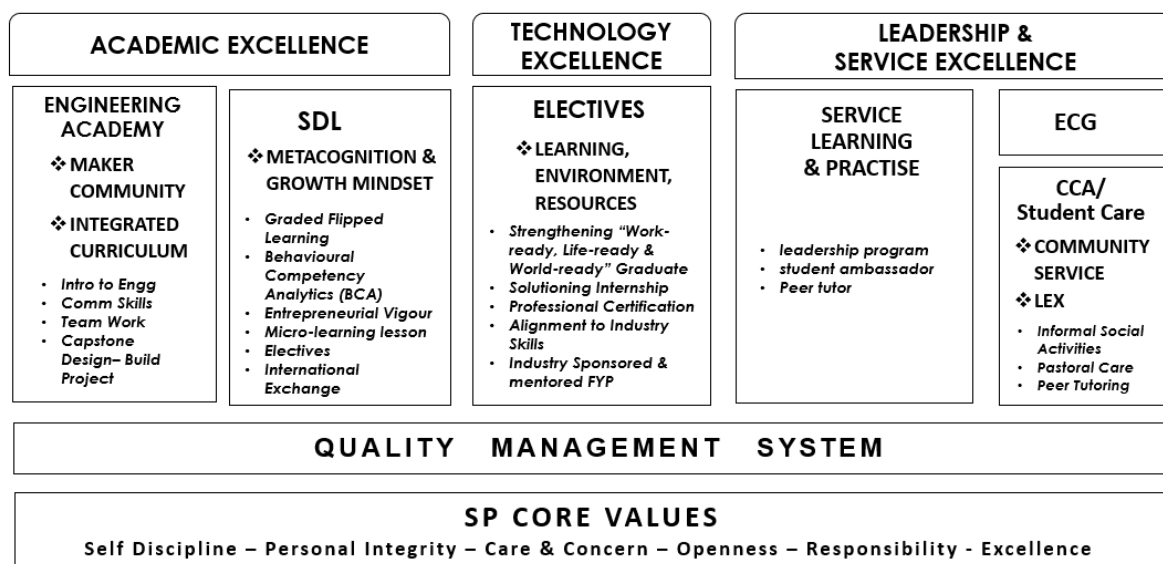 ACADEMIC EXCELLENCE
TECHNOLOGY
EXCELLENCE
LEADERSHIP &
SERVICE EXCELLENCE
ENGINEERING
ACADEMY
❖ MAKER
COMMUNITY
❖ INTEGRATED
CURRICULUM
• Intro to Engg
• Comm Skills
• Team Work
• Capstone
Design– Build
Project
SDL
❖ METACOGNITION &
GROWTH MINDSET
• Graded Flipped
Learning
• Behavioural
Competency
Analytics (BCA)
• Entrepreneurial Vigour
• Micro-learning lesson
• Electives
• International
Exchange
ELECTIVES
❖ LEARNING,
ENVIRONMENT,
RESOURCES
• Strengthening “Work-
ready, Life-ready &
World-ready” Graduate
• Solutioning Internship
• Professional Certification
• Alignment to Industry
Skills
• Industry Sponsored &
mentored FYP
SERVICE
LEARNING
& PRACTISE
• leadership program
• student ambassador
• Peer tutor
ECG
CCA/
Student Care
❖ COMMUNITY
SERVICE
❖ LEX
• Informal Social
Activities
• Pastoral Care
• Peer Tutoring
QUALITY MANAGEMENT SYSTEM
SP CORE VALUES
Self Discipline – Personal Integrity – Care & Concern – Openness – Responsibility - Excellence